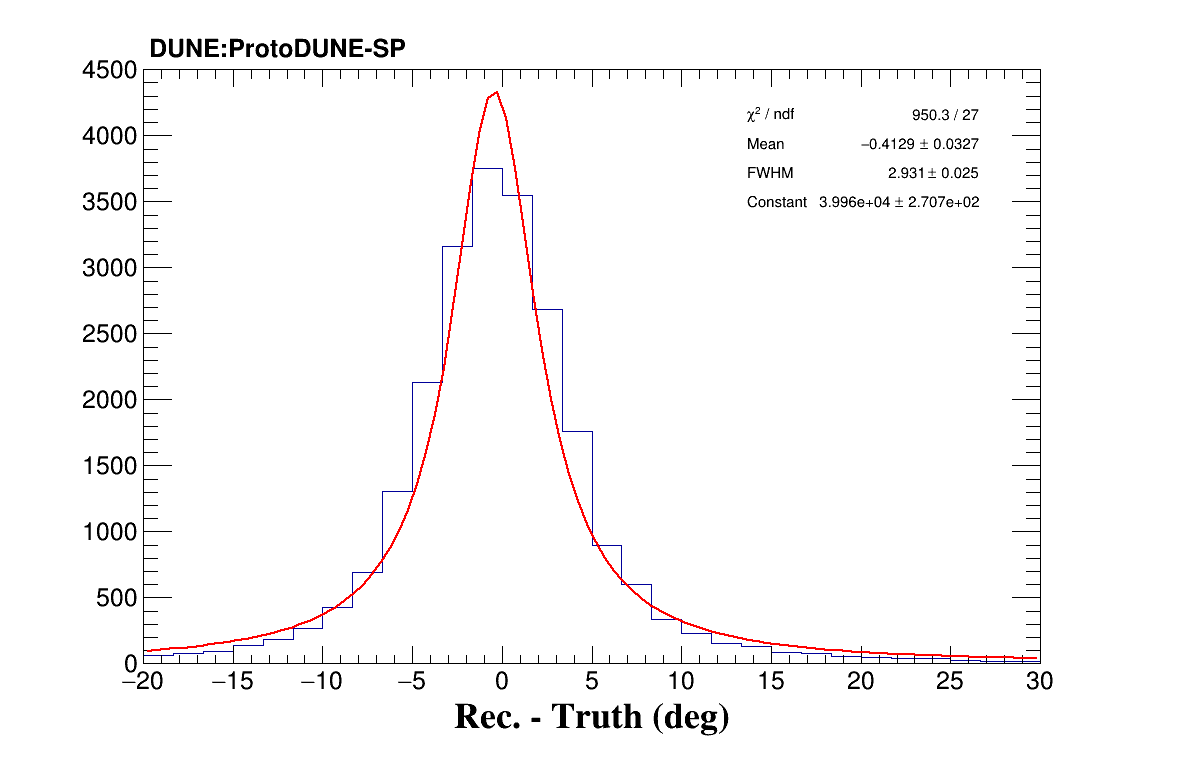 DUNE:ProtoDUNE-SP
4500
4000
3500
3000
2500
2000
1500
1000
500
0
χ² / ndf 950.3 / 27
Mean −0.4129 ± 0.0327
FWHM 2.931 ± 0.025
Constant 3.996e+04 ± 2.707e+02
−20 −15 −10 −5 0 5 10 15 20 25 30
Rec. - Truth (deg)